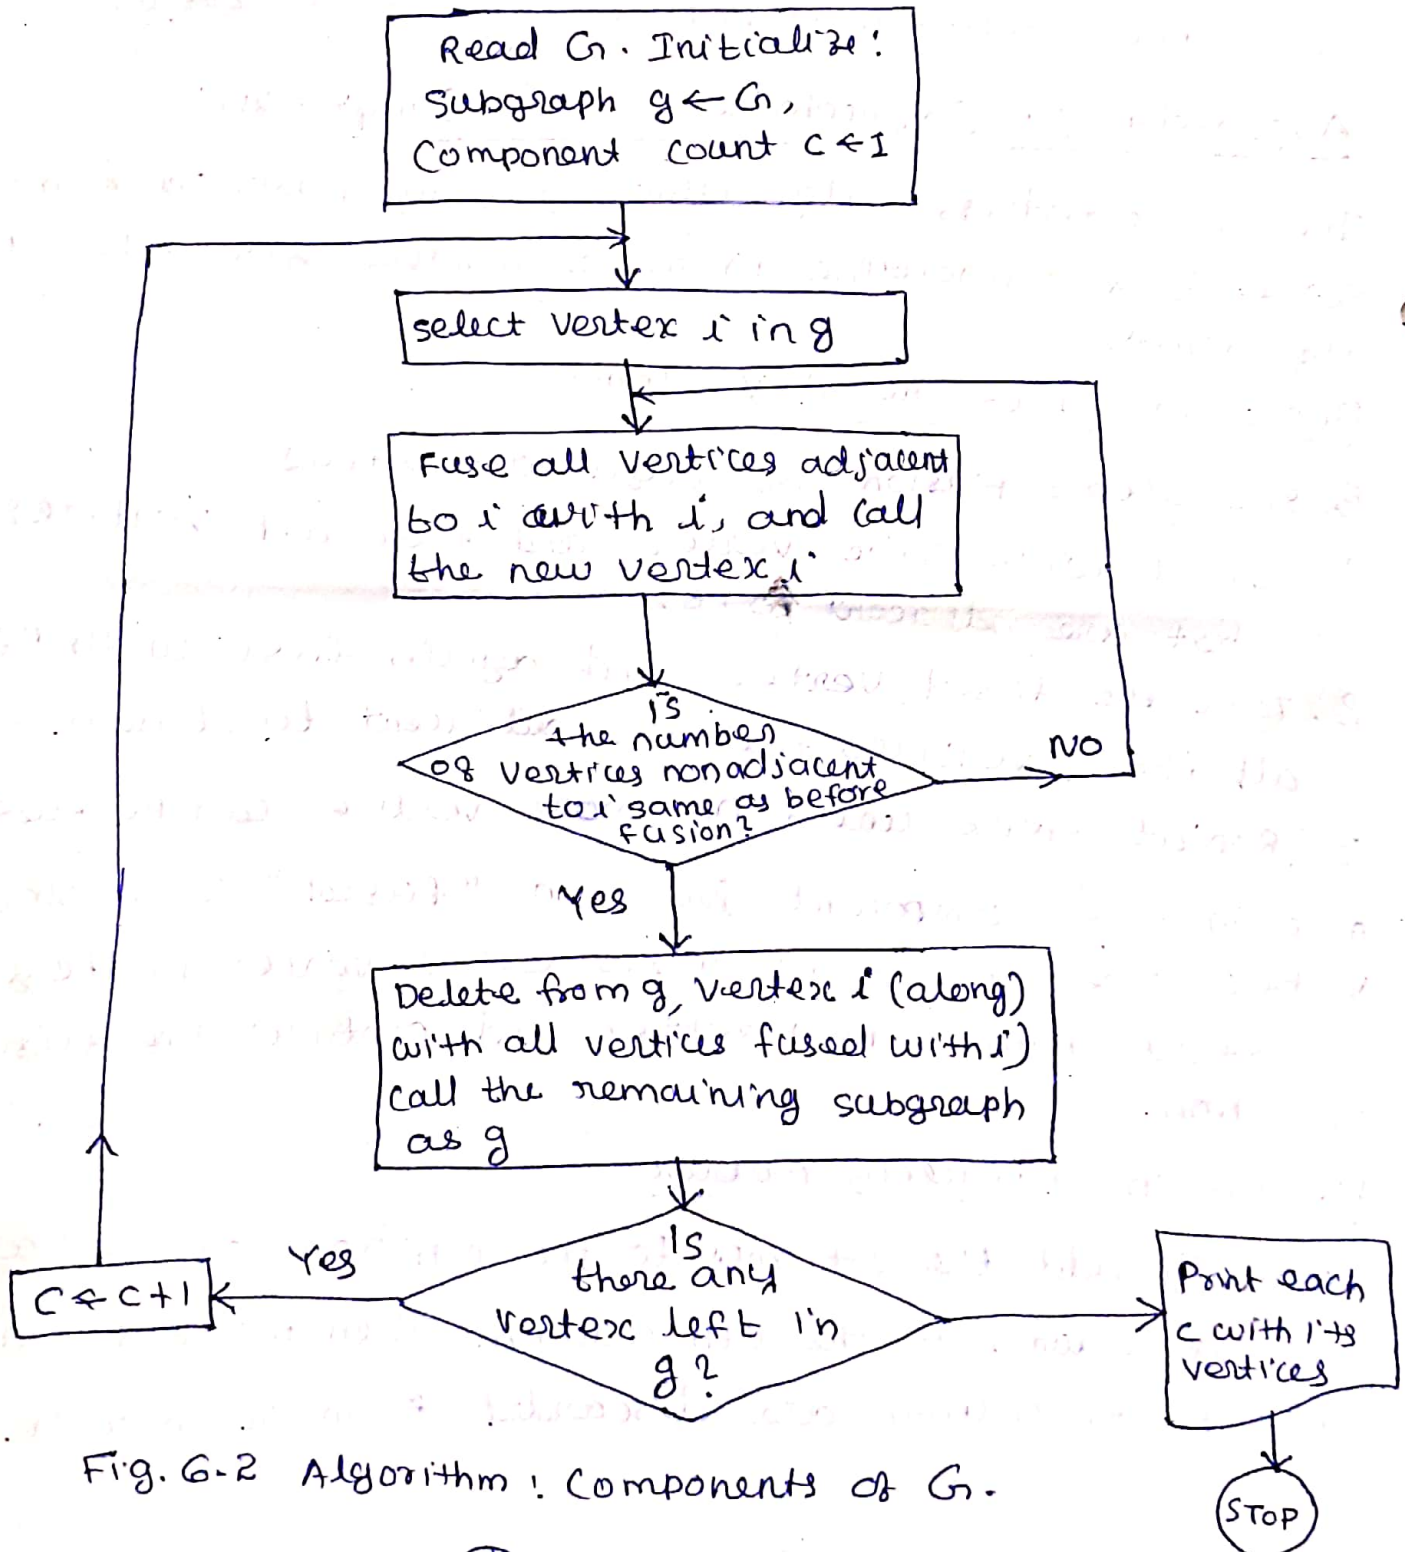 Read G. Initialize:
Subgraph g ← G,
Component count c ← 1
select vertex i in g
Fuse all vertices adjacent
to i with i, and call
the new vertex i
is
the number
of vertices nonadjacent
to i same as before
fusion?
NO
Yes
Delete from g, vertex i (along)
with all vertices fused with i)
call the remaining subgraph
as g
Is
there any
vertex left in
g?
Yes
C ← C+1
Print each
c with its
vertices
STOP
Fig. 6-2 Algorithm: Components of G.